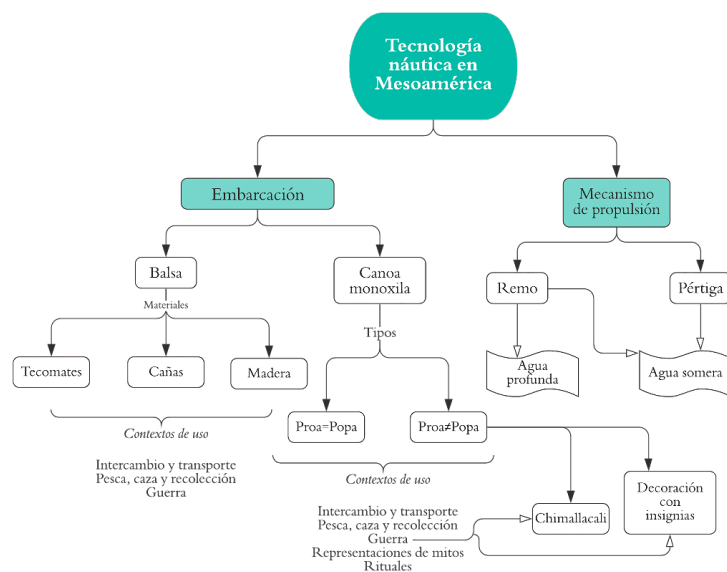 Tecnología
náutica en
Mesoamérica
Embarcación
Mecanismo
de propulsión
Balsa
Canoa
monoxila
Remo
Pértiga
Materiales
Tipos
Tecomates
Cañas
Madera
Agua
profunda
Agua somera
Contextos de uso
Intercambio y transporte
Pesca, caza y recolección
Guerra
Proa=Popa
Proa≠Popa
Contextos de uso
Intercambio y transporte
Pesca, caza y recolección
Guerra
Representaciones de mitos
Rituales
Chimallacali
Decoración
con
insignias